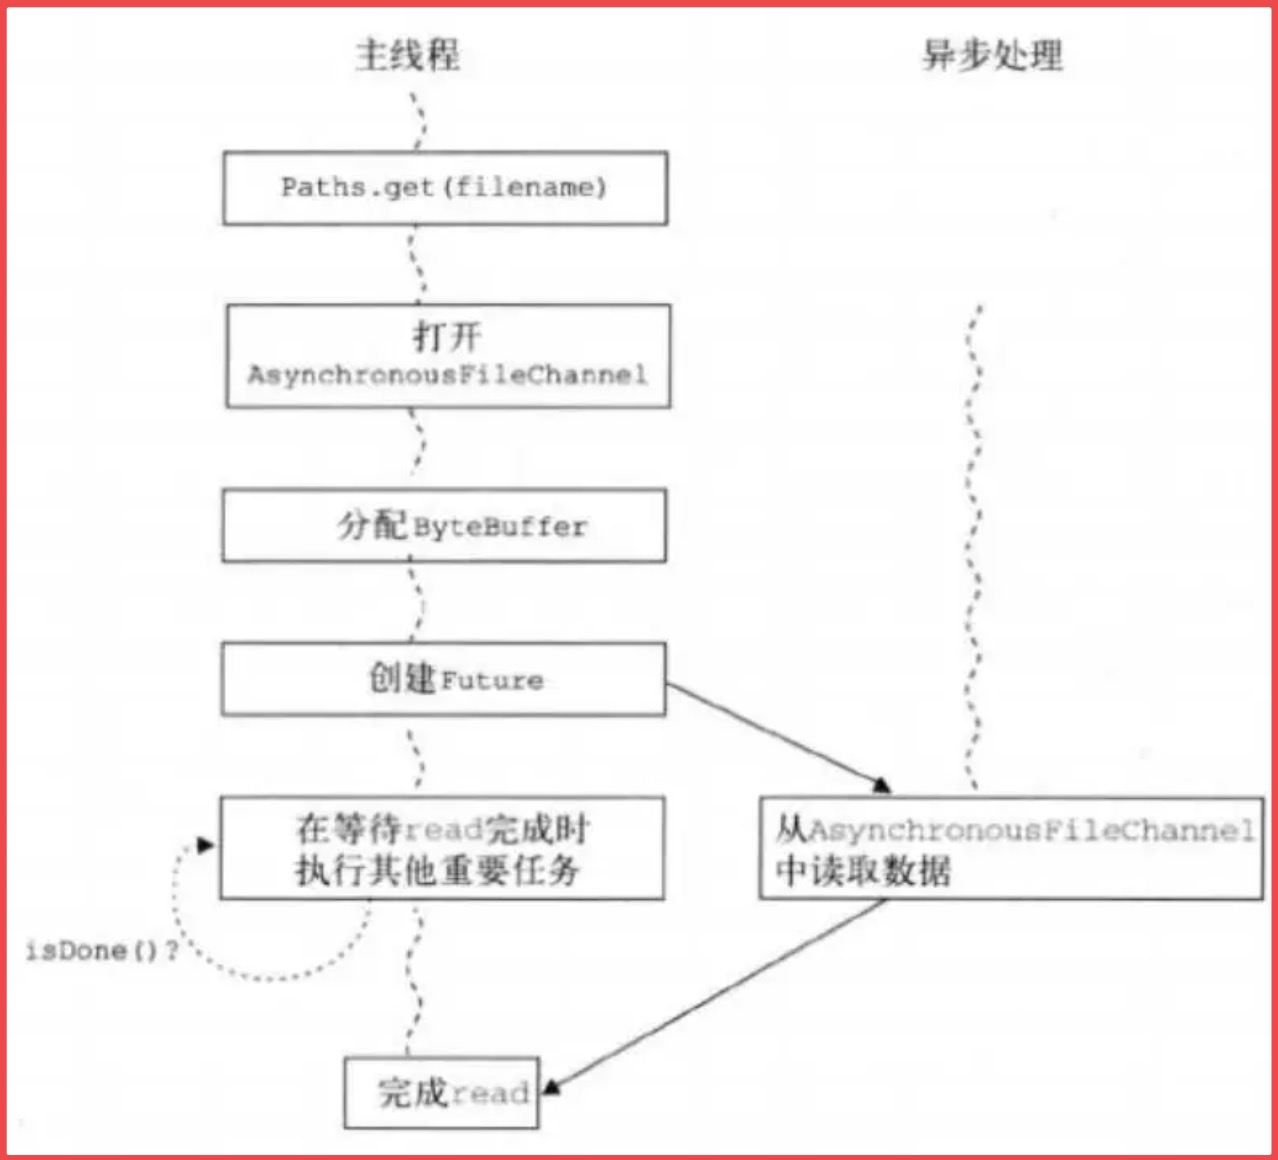 主线程
异步处理
Paths.get(filename)
打开
AsynchronousFileChannel
分配ByteBuffer
创建Future
在等待read完成时
执行其他重要任务
从AsynchronousFileChannel
中读取数据
isDone()?
完成read